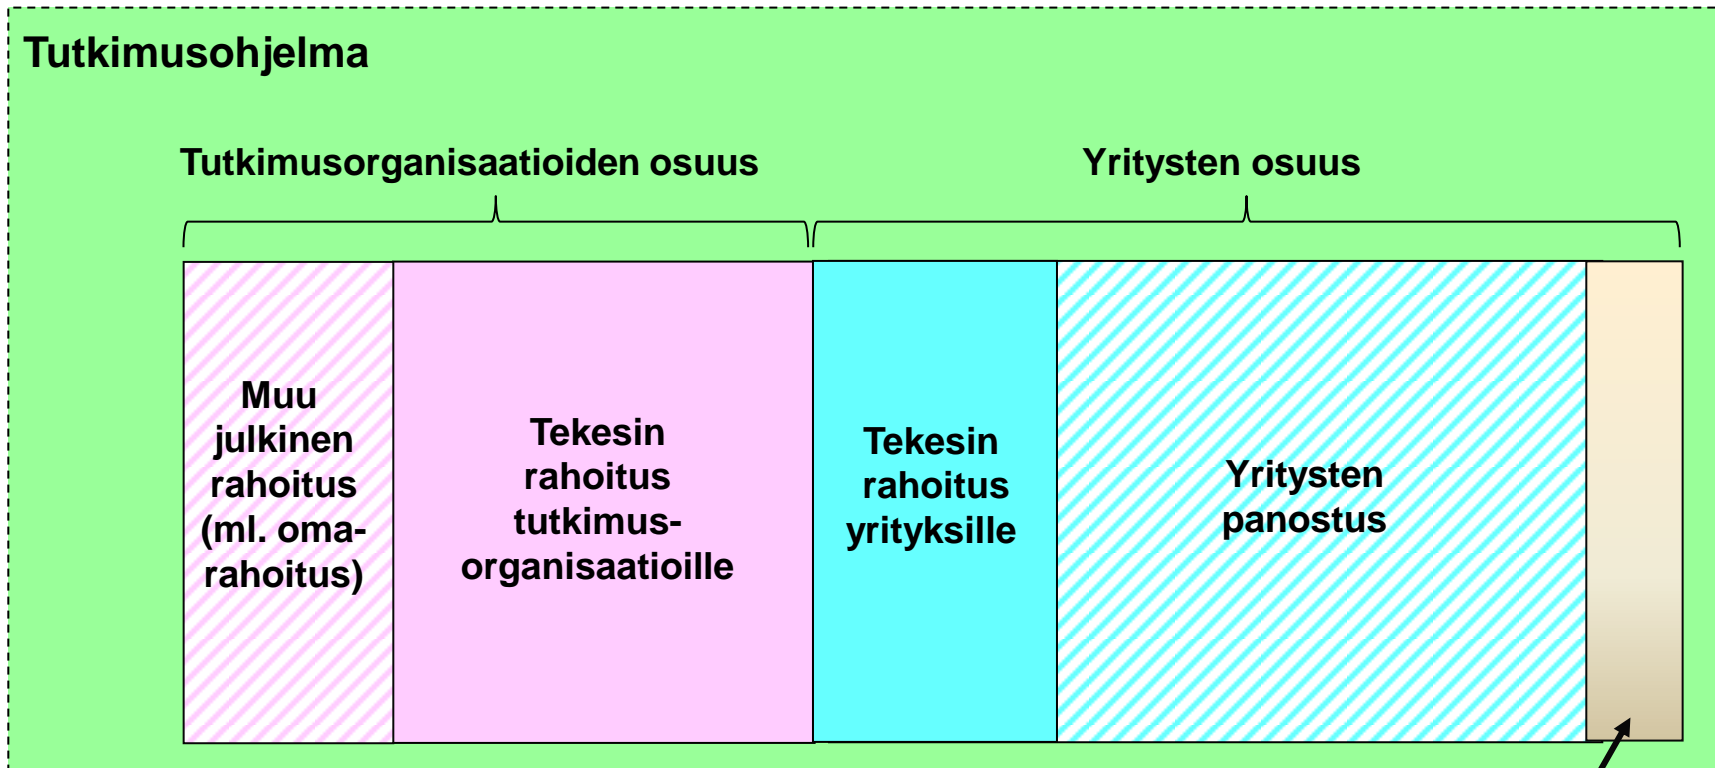 Tutkimusohjelma
Tutkimusorganisaatioiden osuus
Yritysten osuus
Muu
julkinen
rahoitus
(ml. oma-
rahoitus)
Tekesin
rahoitus
tutkimus-
organisaatioille
Tekesin
rahoitus
yrityksille
Yritysten
panostus